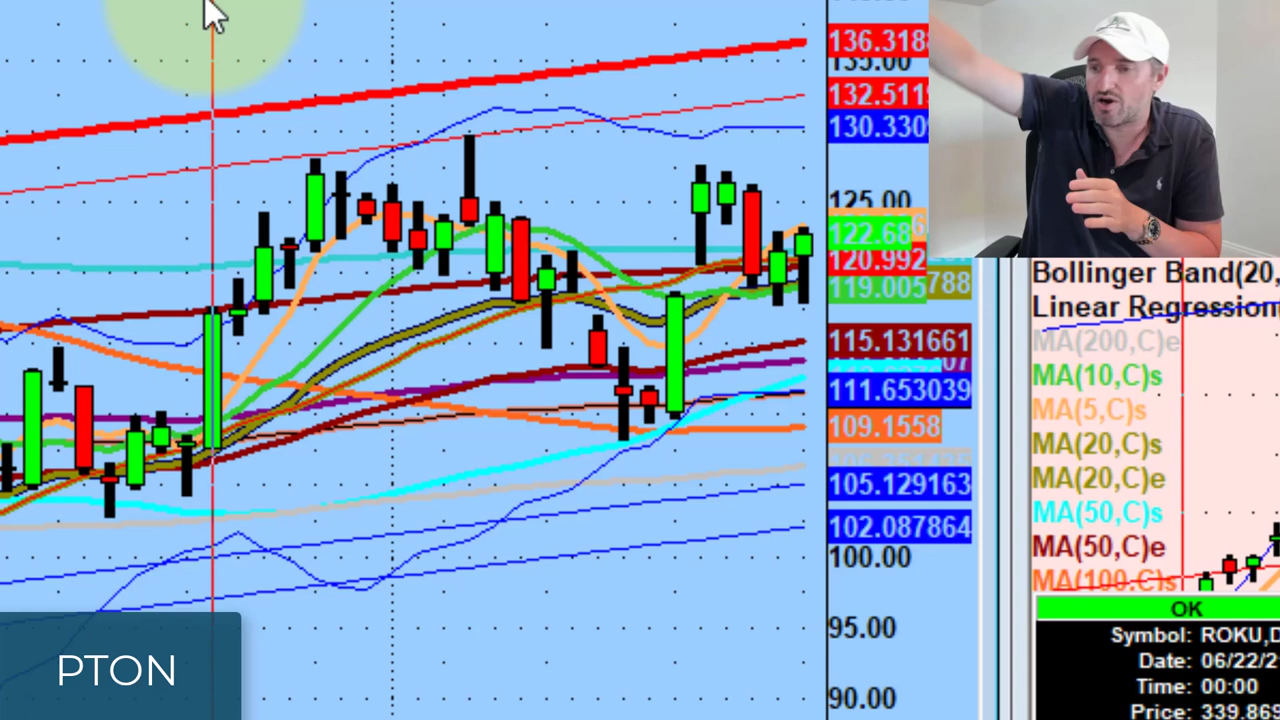 136.318
135.00
132.511
130.330
125.00
122.68
120.992
119.005
788
115.131661
07
111.653039
109.1558
105.129163
102.087864
100.00
95.00
90.00
PTON
Bollinger Band(20,
Linear Regression
MA(200,C)e
MA(10,C)s
MA(5,C)s
MA(20,C)s
MA(20,C)e
MA(50,C)s
MA(50,C)e
MA(100,C)s
OK
Symbol: ROKU,D
Date: 06/22/2
Time: 00:00
Price: 339.869